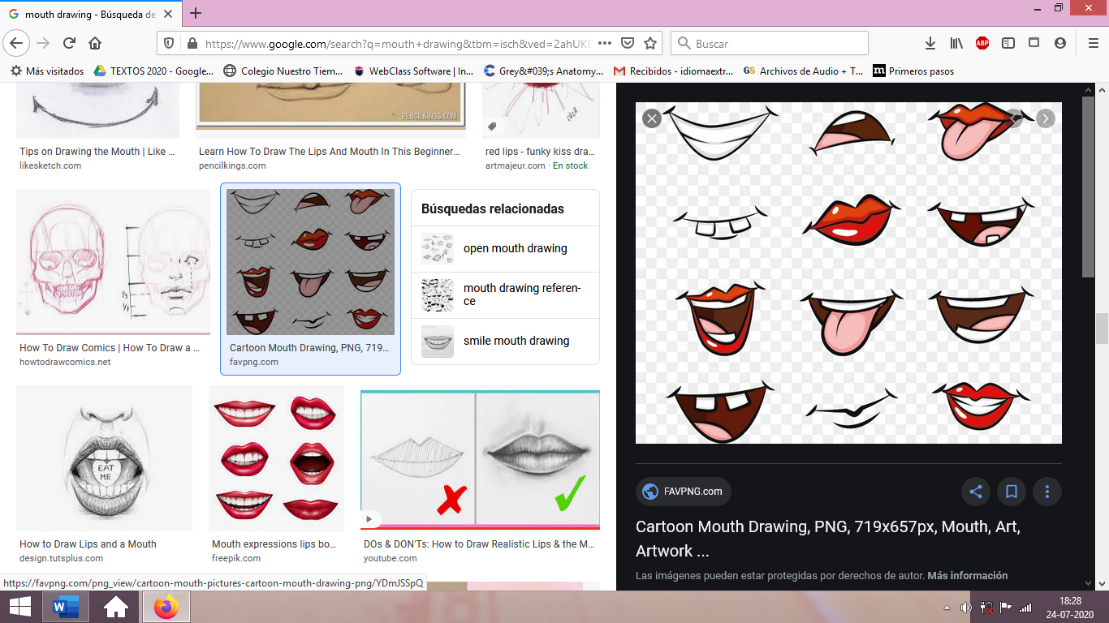 mouth drawing - Búsqueda de
https://www.google.com/search?q=mouth+drawing&tbm=isch&ved=2ahUKE
Buscar
ABP
Más visitados
TEXTOS 2020 - Google...
Colegio Nuestro Tiem...
WebClass Software | In...
Grey&#039;s Anatomy...
Recibidos - idiomaextr...
GS Archivos de Audio + T...
m Primeros pasos
PENCILKINGS.COM
Tips on Drawing the Mouth | Like ...
likesketch.com
Learn How To Draw The Lips And Mouth In This Beginner...
pencilkings.com
red lips - funky kiss dra...
artmajeur.com · En stock
Búsquedas relacionadas
open mouth drawing
mouth drawing referen-
ce
smile mouth drawing
How To Draw Comics | How To Draw a ...
howtodrawcomics.net
Cartoon Mouth Drawing, PNG, 719...
favpng.com
EAT
ME
How to Draw Lips and a Mouth
design.tutsplus.com
Mouth expressions lips bo...
freepik.com
DOs & DON'Ts: How to Draw Realistic Lips & the M...
youtube.com
FAVPNG.com
Cartoon Mouth Drawing, PNG, 719x657px, Mouth, Art,
Artwork ...
Las imágenes pueden estar protegidas por derechos de autor. Más información
https://favpng.com/png_view/cartoon-mouth-pictures-cartoon-mouth-drawing-png/YDmJSSpQ
18:28
24-07-2020